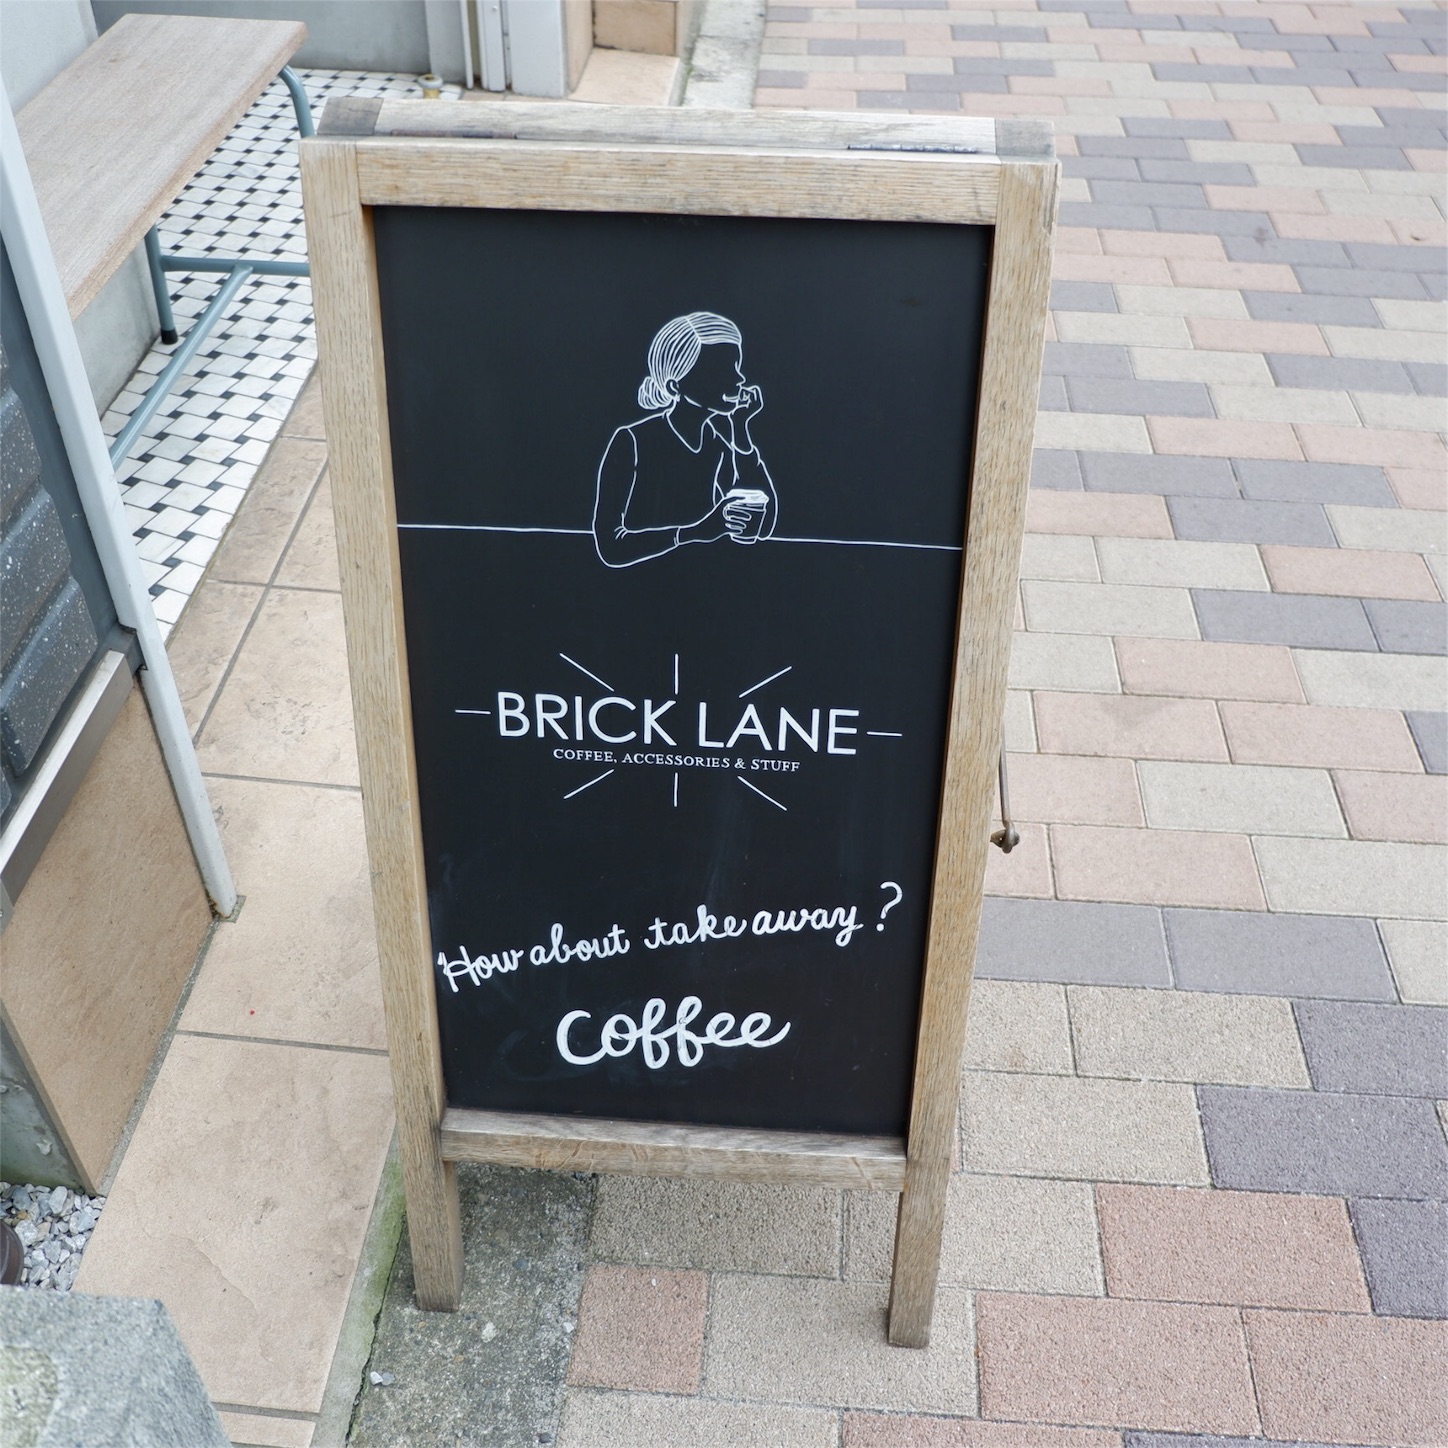 BRICK LANE
COFFEE, ACCESSORIES & STUFF
How about take away ?
Coffee